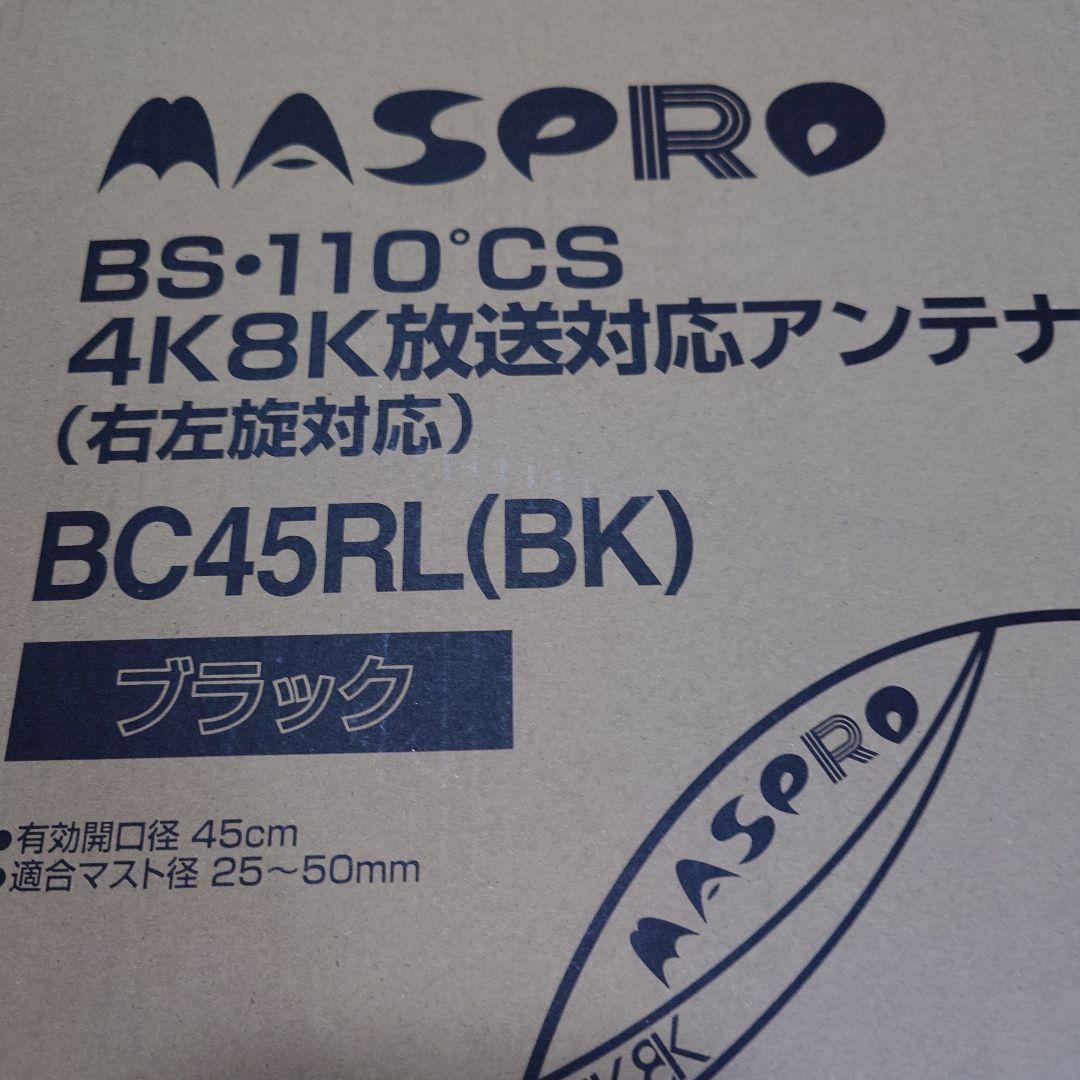 MASPRO
BS・110°CS
4K8K放送対応アンテナ
（右左旋対応）
BC45RL(BK)
ブラック
●有効開口径 45cm
●適合マスト径 25～50mm
MASPRO
8K